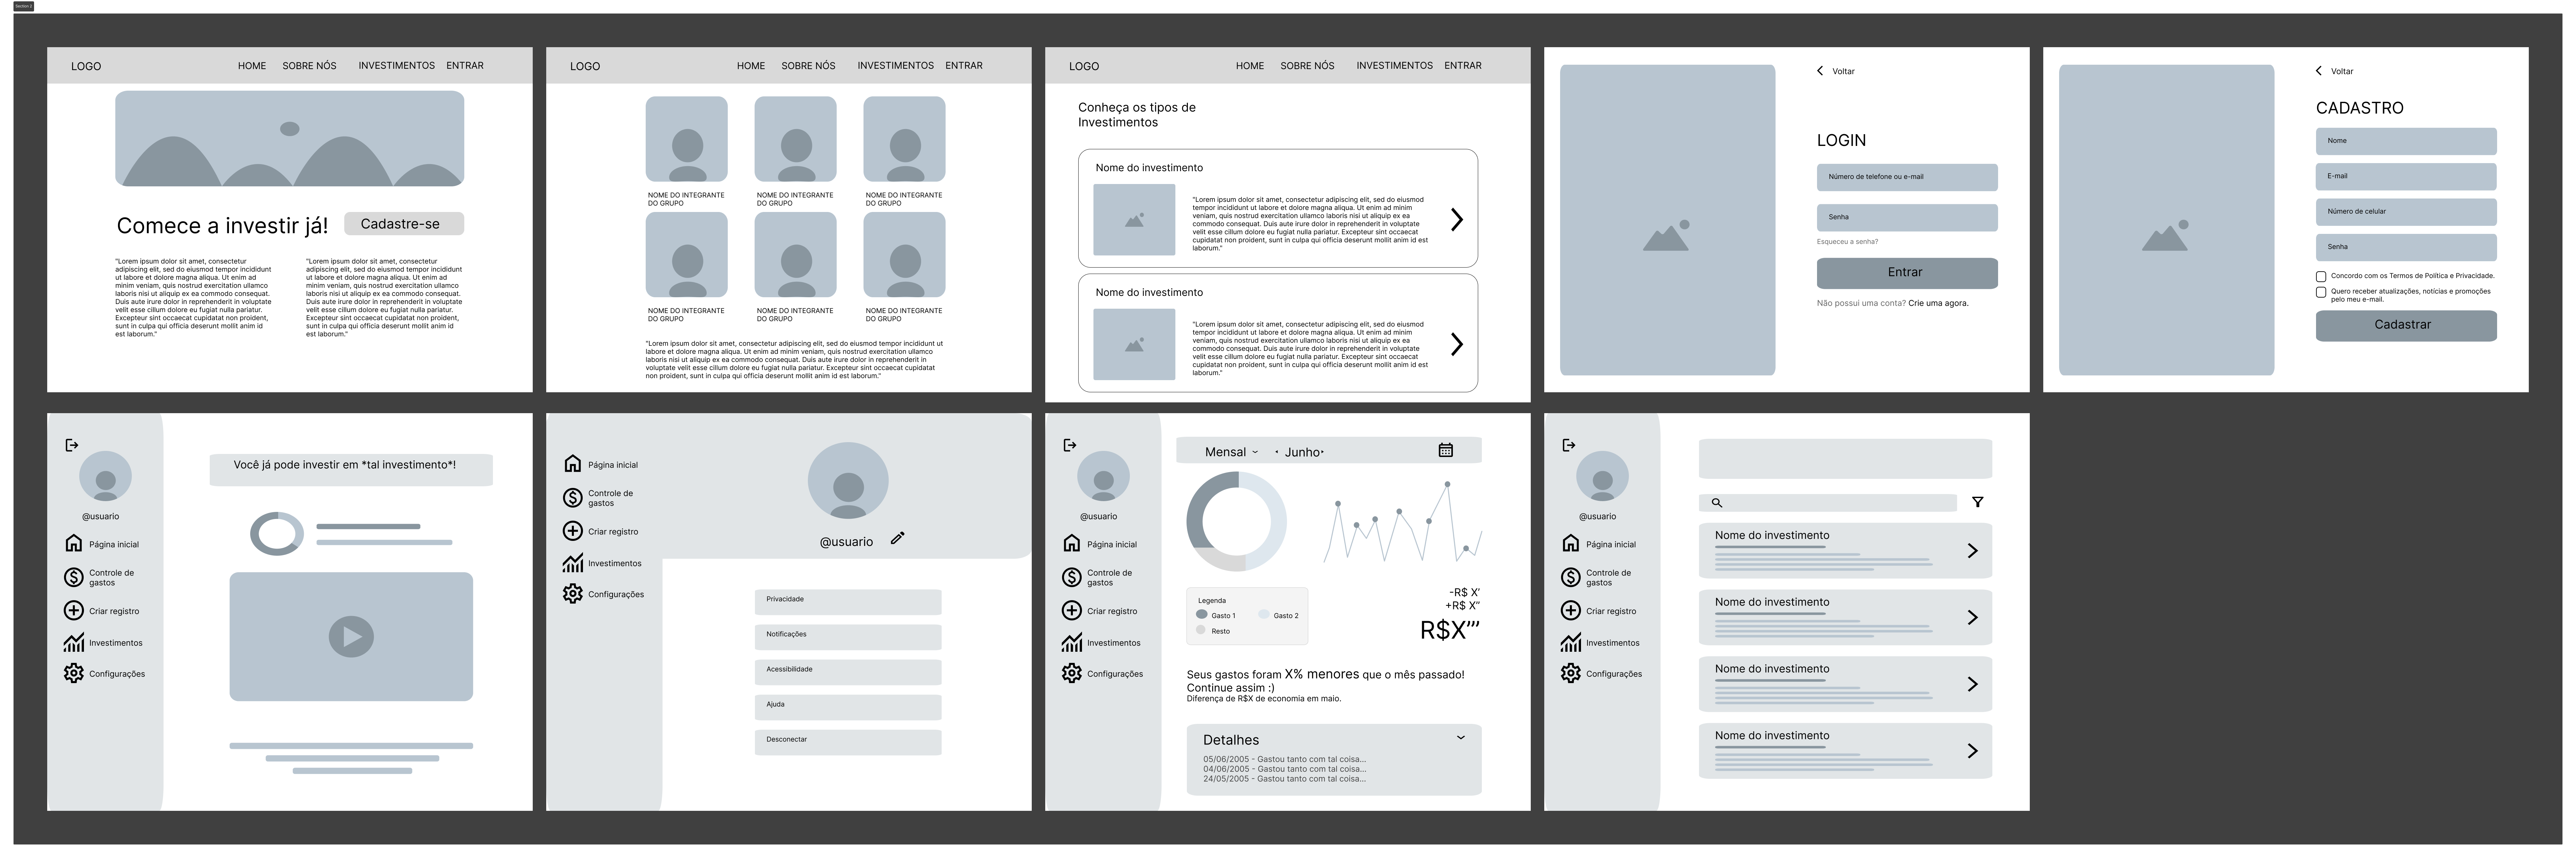 Section 3
LOGO
HOME
SOBRE NÓS
INVESTIMENTOS
ENTRAR
Comece a investir já!
Cadastre-se
"Lorem ipsum dolor sit amet, consectetur
adipiscing elit, sed do eiusmod tempor incididunt
ut labore et dolore magna aliqua. Ut enim ad
minim veniam, quis nostrud exercitation ullamco
laboris nisi ut aliquip ex ea commodo consequat.
Duis aute irure dolor in reprehenderit in voluptate
velit esse cillum dolore eu fugiat nulla pariatur.
Excepteur sint occaecat cupidatat non proident,
sunt in culpa qui officia deserunt mollit anim id
est laborum."
"Lorem ipsum dolor sit amet, consectetur
adipiscing elit, sed do eiusmod tempor incididunt
ut labore et dolore magna aliqua. Ut enim ad
minim veniam, quis nostrud exercitation ullamco
laboris nisi ut aliquip ex ea commodo consequat.
Duis aute irure dolor in reprehenderit in voluptate
velit esse cillum dolore eu fugiat nulla pariatur.
Excepteur sint occaecat cupidatat non proident,
sunt in culpa qui officia deserunt mollit anim id
est laborum."
LOGO
HOME
SOBRE NÓS
INVESTIMENTOS
ENTRAR
NOME DO INTEGRANTE
DO GRUPO
NOME DO INTEGRANTE
DO GRUPO
NOME DO INTEGRANTE
DO GRUPO
NOME DO INTEGRANTE
DO GRUPO
NOME DO INTEGRANTE
DO GRUPO
NOME DO INTEGRANTE
DO GRUPO
"Lorem ipsum dolor sit amet, consectetur adipiscing elit, sed do eiusmod tempor incididunt ut
labore et dolore magna aliqua. Ut enim ad minim veniam, quis nostrud exercitation ullamco
laboris nisi ut aliquip ex ea commodo consequat. Duis aute irure dolor in reprehenderit in
voluptate velit esse cillum dolore eu fugiat nulla pariatur. Excepteur sint occaecat cupidatat
non proident, sunt in culpa qui officia deserunt mollit anim id est laborum."
LOGO
HOME
SOBRE NÓS
INVESTIMENTOS
ENTRAR
Conheça os tipos de
Investimentos
Nome do investimento
"Lorem ipsum dolor sit amet, consectetur adipiscing elit, sed do eiusmod
tempor incididunt ut labore et dolore magna aliqua. Ut enim ad minim
veniam, quis nostrud exercitation ullamco laboris nisi ut aliquip ex ea
commodo consequat. Duis aute irure dolor in reprehenderit in voluptate
velit esse cillum dolore eu fugiat nulla pariatur. Excepteur sint occaecat
cupidatat non proident, sunt in culpa qui officia deserunt mollit anim id est
laborum."
Nome do investimento
"Lorem ipsum dolor sit amet, consectetur adipiscing elit, sed do eiusmod
tempor incididunt ut labore et dolore magna aliqua. Ut enim ad minim
veniam, quis nostrud exercitation ullamco laboris nisi ut aliquip ex ea
commodo consequat. Duis aute irure dolor in reprehenderit in voluptate
velit esse cillum dolore eu fugiat nulla pariatur. Excepteur sint occaecat
cupidatat non proident, sunt in culpa qui officia deserunt mollit anim id est
laborum."
Voltar
LOGIN
Número de telefone ou e-mail
Senha
Esqueceu a senha?
Entrar
Não possui uma conta? Crie uma agora.
Voltar
CADASTRO
Nome
E-mail
Número de celular
Senha
Concordo com os Termos de Política e Privacidade.
Quero receber atualizações, notícias e promoções
pelo meu e-mail.
Cadastrar
@usuario
Página inicial
Controle de
gastos
Criar registro
Investimentos
Configurações
Você já pode investir em *tal investimento*!
Página inicial
Controle de
gastos
Criar registro
Investimentos
Configurações
@usuario
Privacidade
Notificações
Acessibilidade
Ajuda
Desconectar
@usuario
Página inicial
Controle de
gastos
Criar registro
Investimentos
Configurações
Mensal
Junho
Legenda
Gasto 1
Gasto 2
Resto
-R$ X'
+R$ X''
R$X'''
Seus gastos foram X% menores que o mês passado!
Continue assim :)
Diferença de R$X de economia em maio.
Detalhes
05/06/2005 - Gastou tanto com tal coisa...
04/06/2005 - Gastou tanto com tal coisa...
24/05/2005 - Gastou tanto com tal coisa...
@usuario
Página inicial
Controle de
gastos
Criar registro
Investimentos
Configurações
Nome do investimento
Nome do investimento
Nome do investimento
Nome do investimento